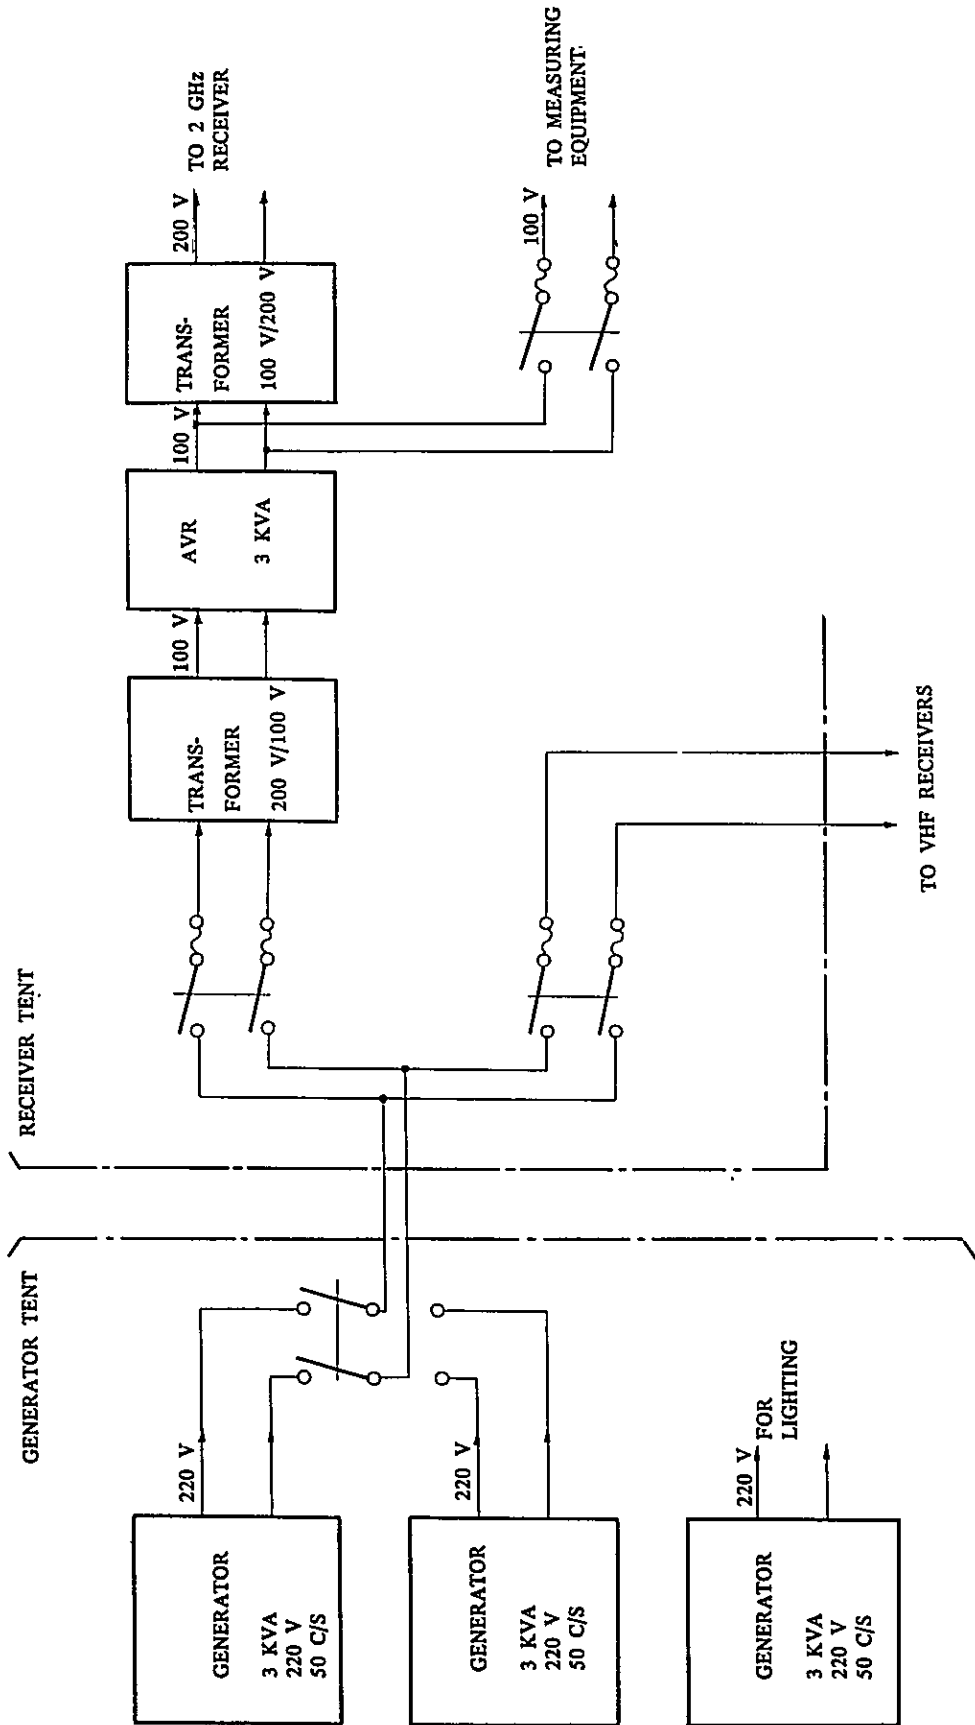 GENERATOR TENT
RECEIVER TENT
GENERATOR
3 KVA
220 V
50 C/S
220 V
GENERATOR
3 KVA
220 V
50 C/S
220 V
GENERATOR
3 KVA
220 V
50 C/S
220 V
FOR
LIGHTING
TRANS-
FORMER
200 V/100 V
100 V
AVR
3 KVA
100 V
TRANS-
FORMER
100 V/200 V
200 V
TO 2 GHz
RECEIVER
100 V
TO MEASURING
EQUIPMENT
TO VHF RECEIVERS